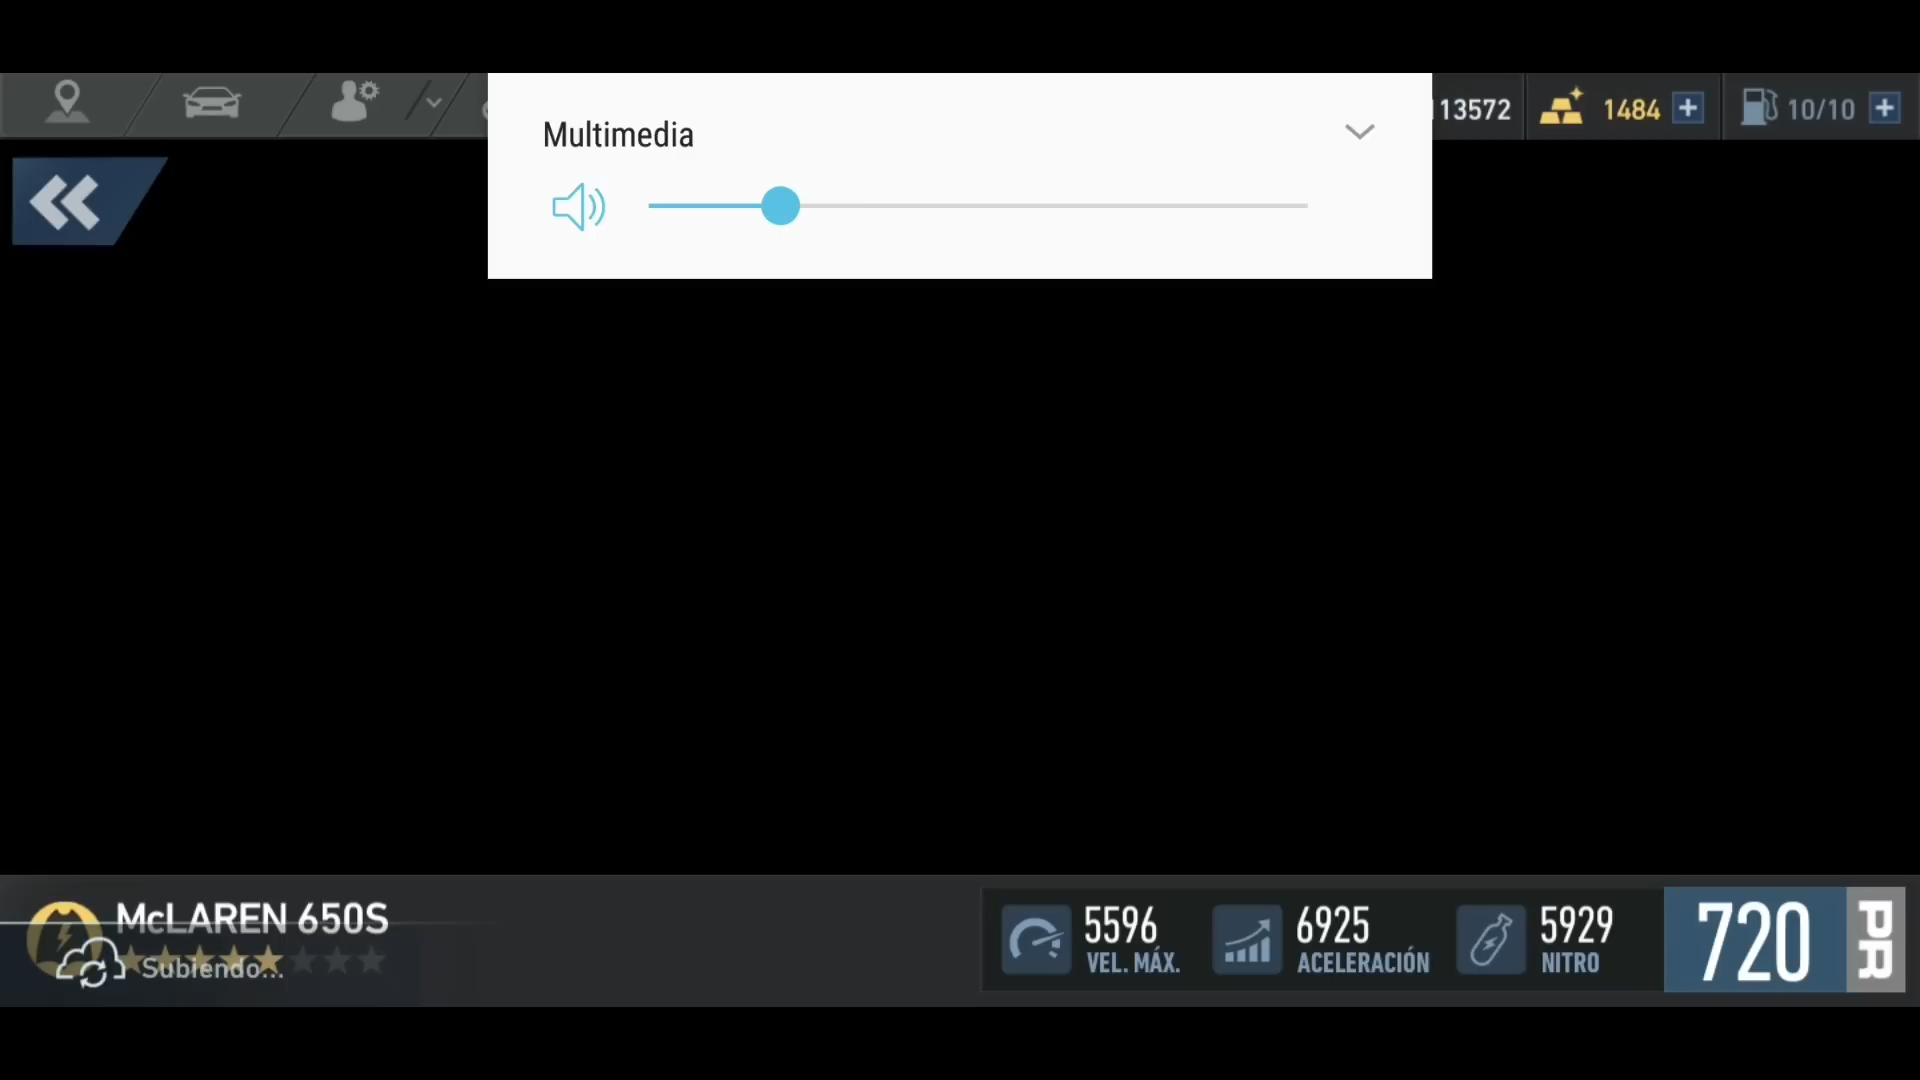 Multimedia
13572
1484
10/10
McLAREN 650S
Subiendo...
5596
VEL. MÁX.
6925
ACELERACIÓN
5929
NITRO
720
PR